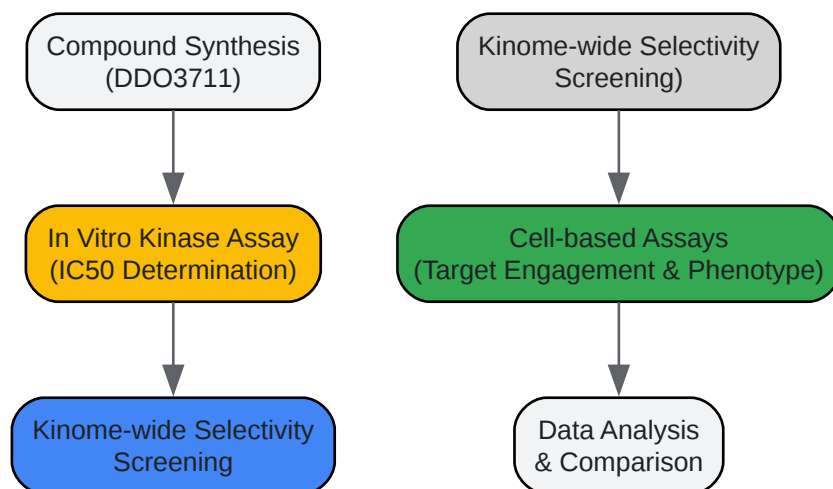 Compound Synthesis
(DDO3711)
In Vitro Kinase Assay
(IC50 Determination)
Kinome-wide Selectivity
Screening
Kinome-wide Selectivity
Screening)
Cell-based Assays
(Target Engagement & Phenotype)
Data Analysis
& Comparison